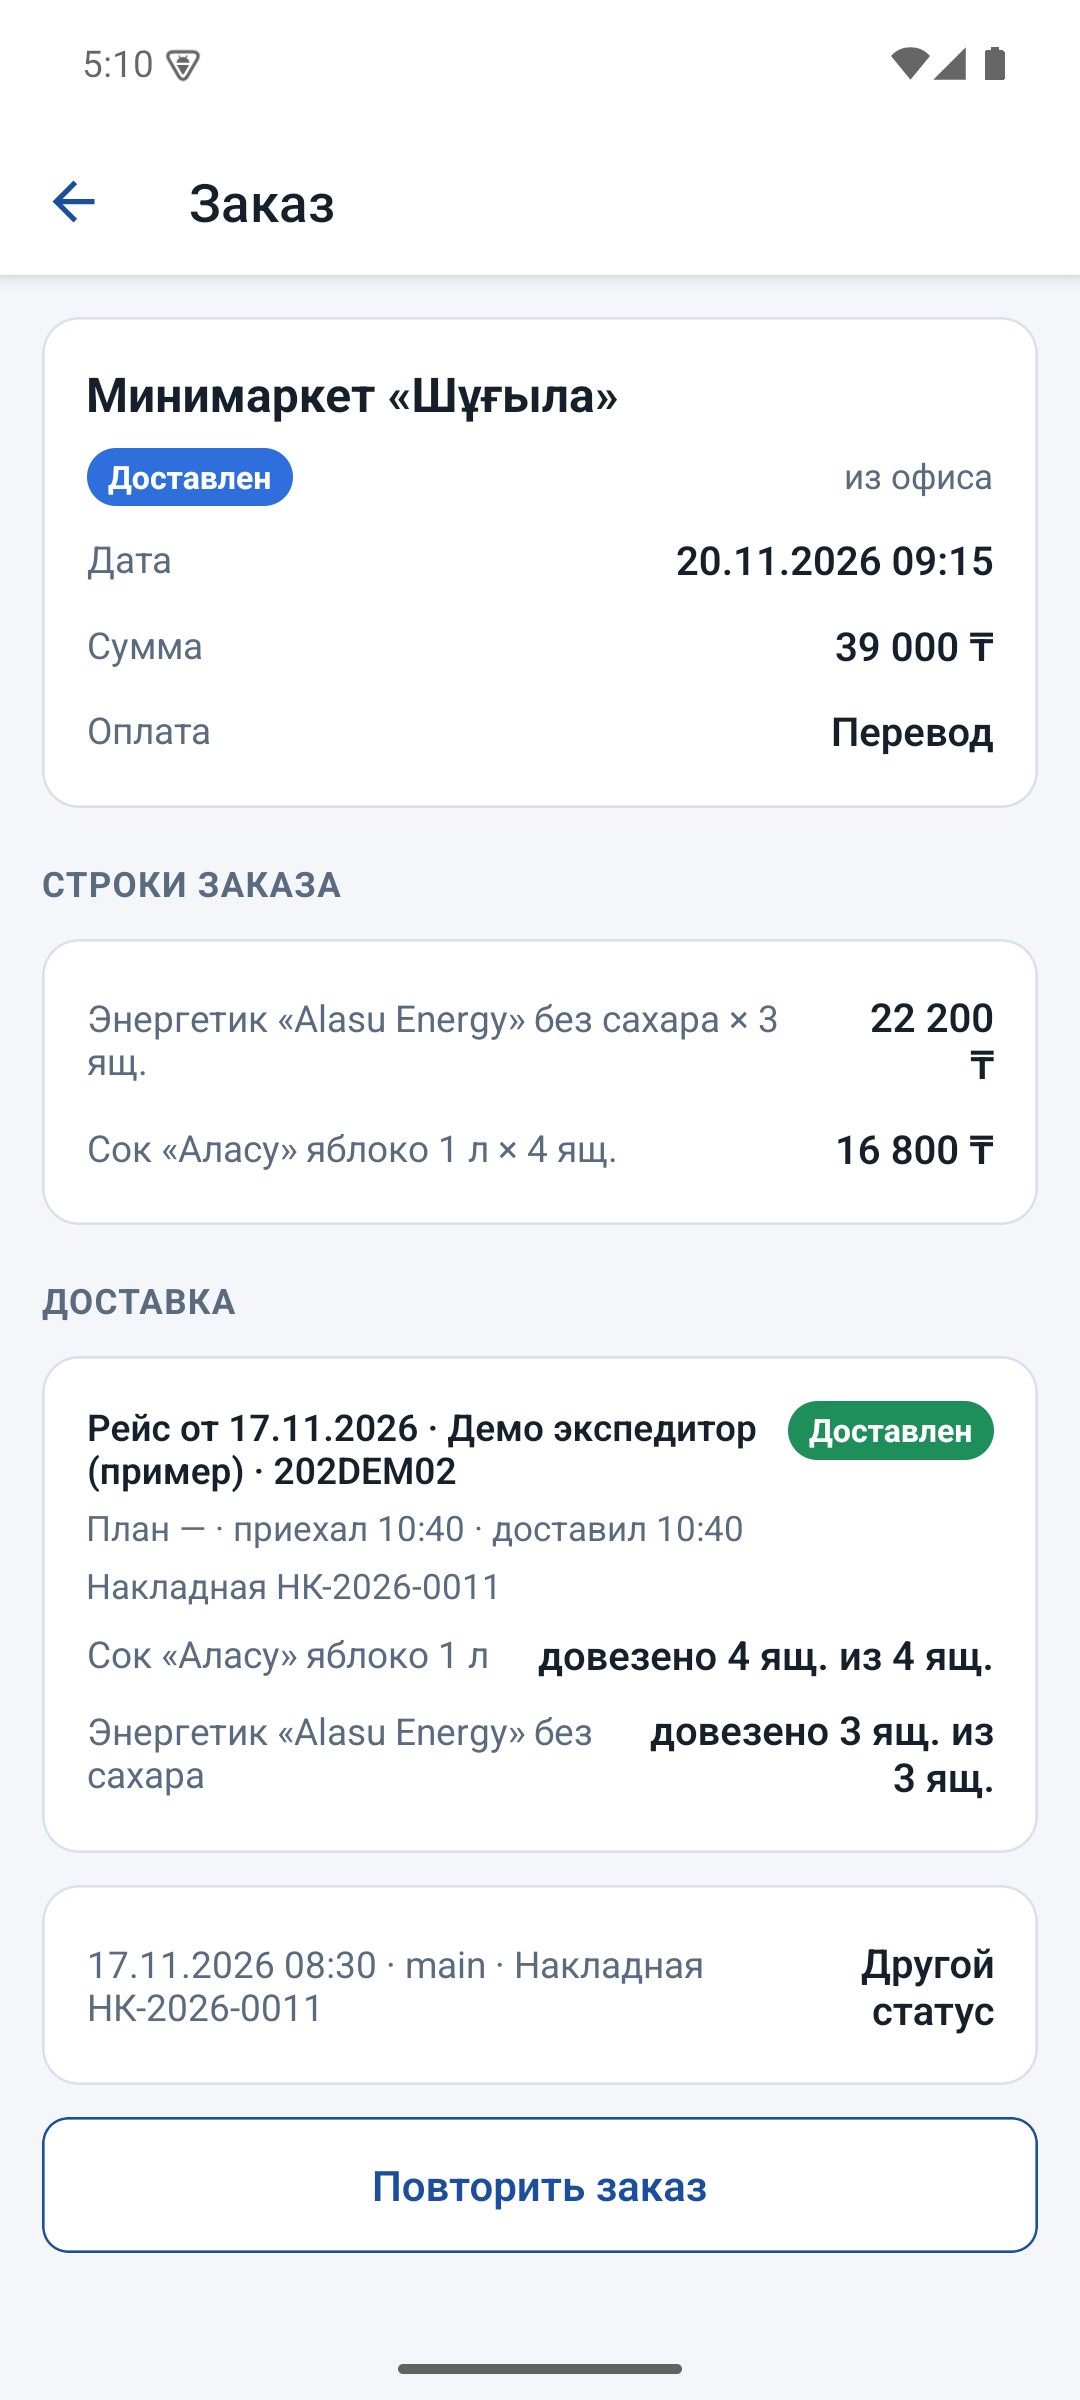 5:10
Заказ
Минимаркет «Шұғыла»
Доставлен
из офиса
Дата
20.11.2026 09:15
Сумма
39 000 ₸
Оплата
Перевод
СТРОКИ ЗАКАЗА
Энергетик «Alasu Energy» без сахара × 3
ящ.
22 200
₸
Сок «Аласу» яблоко 1 л × 4 ящ.
16 800 ₸
ДОСТАВКА
Рейс от 17.11.2026 · Демо экспедитор
(пример) · 202DEM02
Доставлен
План — · приехал 10:40 · доставил 10:40
Накладная НК-2026-0011
Сок «Аласу» яблоко 1 л
довезено 4 ящ. из 4 ящ.
Энергетик «Alasu Energy» без
сахара
довезено 3 ящ. из
3 ящ.
17.11.2026 08:30 · main · Накладная
НК-2026-0011
Другой
статус
Повторить заказ